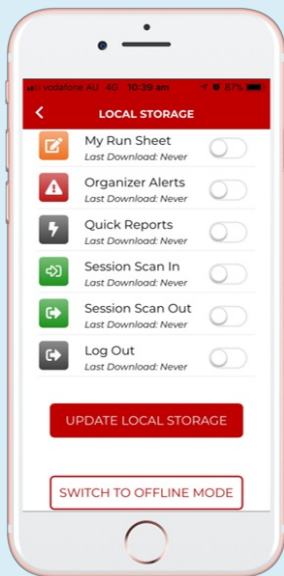 vodafone AU 4G 10:39 am 87%
LOCAL STORAGE
My Run Sheet
Last Download: Never
Organizer Alerts
Last Download: Never
Quick Reports
Last Download: Never
Session Scan In
Last Download: Never
Session Scan Out
Last Download: Never
Log Out
Last Download: Never
UPDATE LOCAL STORAGE
SWITCH TO OFFLINE MODE